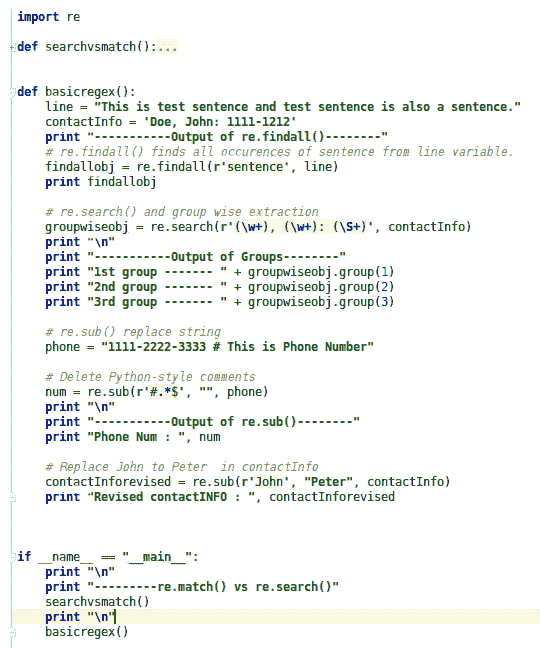 import re
def searchvsmatch():...
def basicregex():
line = "This is test sentence and test sentence is also a sentence."
contactInfo = 'Doe, John: 1111-1212'
print "-----------Output of re.findall()--------"
# re.findall() finds all occurences of sentence from line variable.
findallobj = re.findall(r'sentence', line)
print findallobj
# re.search() and group wise extraction
groupwiseobj = re.search(r'(\w+), (\w+): (\S+)', contactInfo)
print "\n"
print "-----------Output of Groups--------"
print "1st group ------- " + groupwiseobj.group(1)
print "2nd group ------- " + groupwiseobj.group(2)
print "3rd group ------- " + groupwiseobj.group(3)
# re.sub() replace string
phone = "1111-2222-3333 # This is Phone Number"
# Delete Python-style comments
num = re.sub(r'#.*$', "", phone)
print "\n"
print "-----------Output of re.sub()--------"
print "Phone Num : ", num
# Replace John to Peter  in contactInfo
contactInforevised = re.sub(r'John', "Peter", contactInfo)
print "Revised contactINFO : ", contactInforevised
if __name__ == "__main__":
print "\n"
print "---------re.match() vs re.search()"
searchvsmatch()
print "\n"
basicregex()